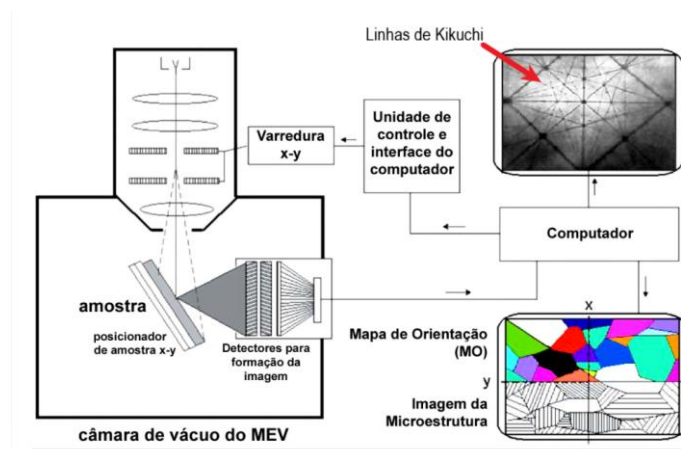 Linhas de Kikuchi
Varredura
x-y
Unidade de
controle e
interface do
computador
Computador
amostra
posicionador
de amostra x-y
Detectores para
formação da
imagem
câmara de vácuo do MEV
x
Mapa de Orientação
(MO)
y
Imagem da
Microestrutura